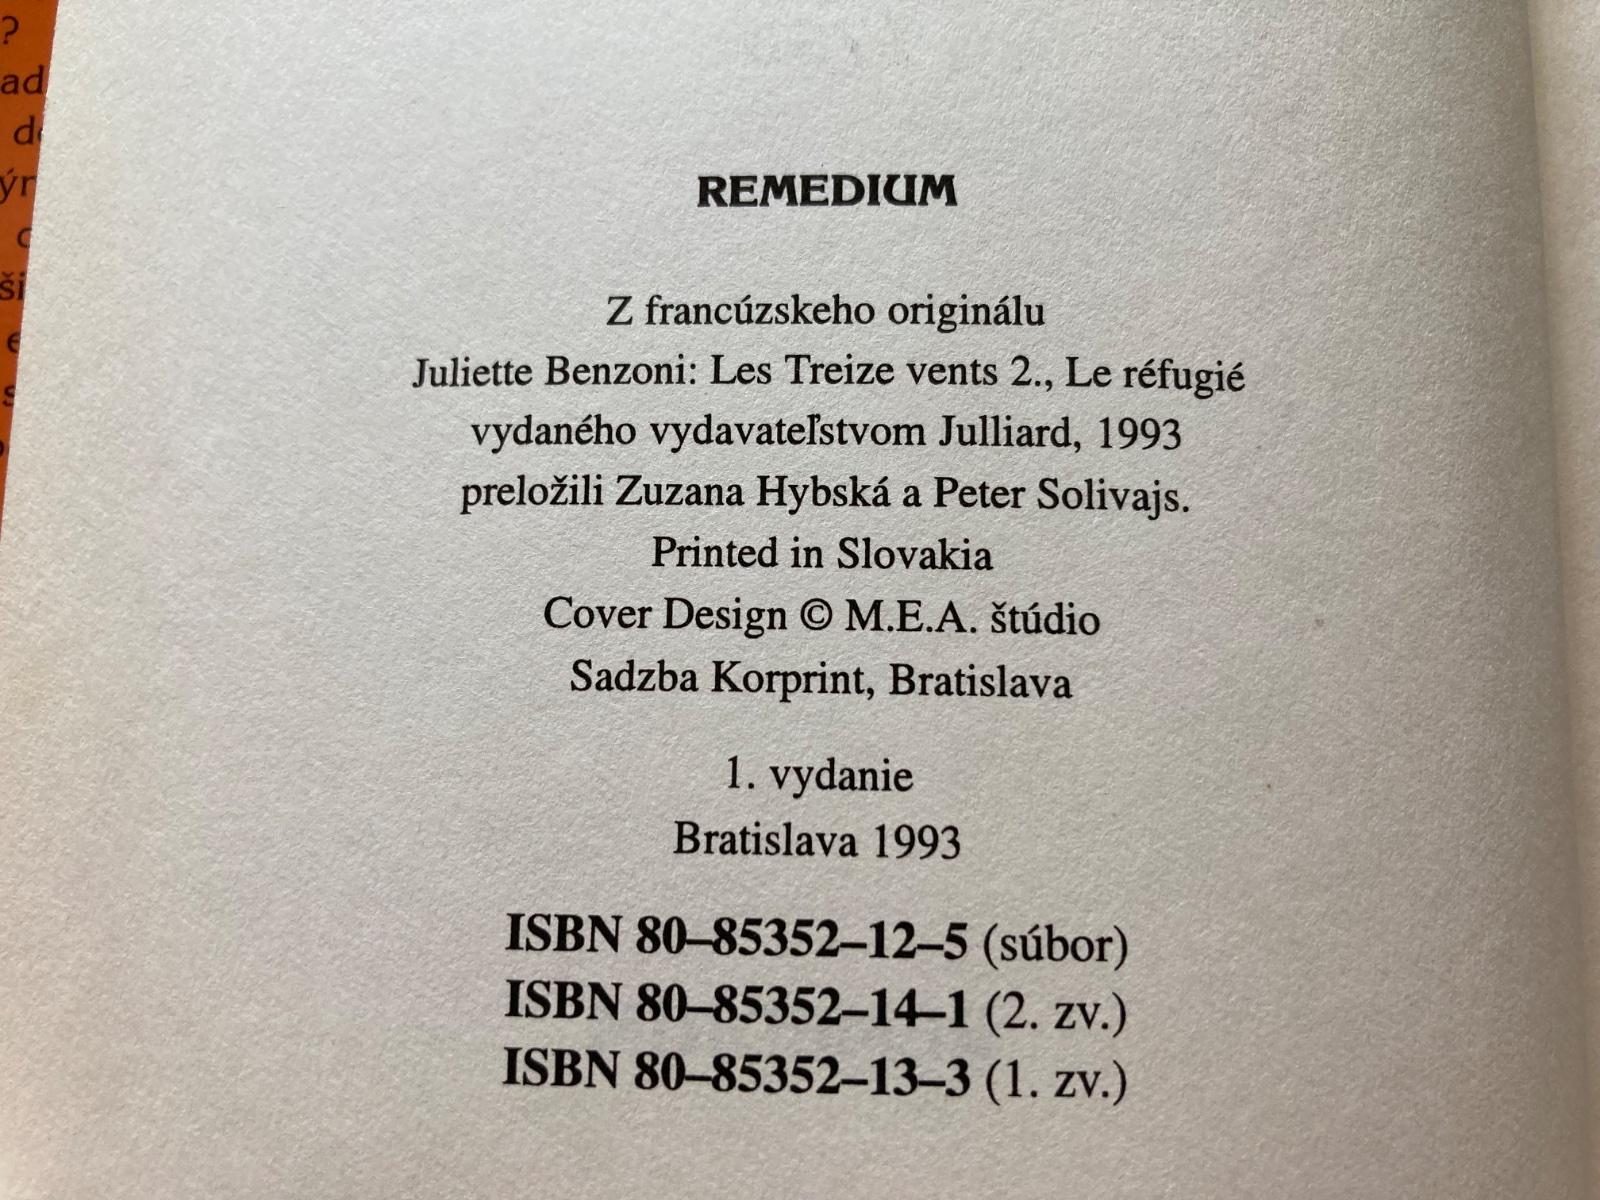 ?
REMEDIUM
Z francúzskeho originálu
Juliette Benzoni: Les Treize vents 2., Le réfugié
vydaného vydavateľstvom Julliard, 1993
preložili Zuzana Hybská a Peter Solivajs.
Printed in Slovakia
Cover Design © M.E.A. štúdio
Sadzba Korprint, Bratislava
1. vydanie
Bratislava 1993
ISBN 80–85352–12–5 (súbor)
ISBN 80–85352–14–1 (2. zv.)
ISBN 80–85352–13–3 (1. zv.)